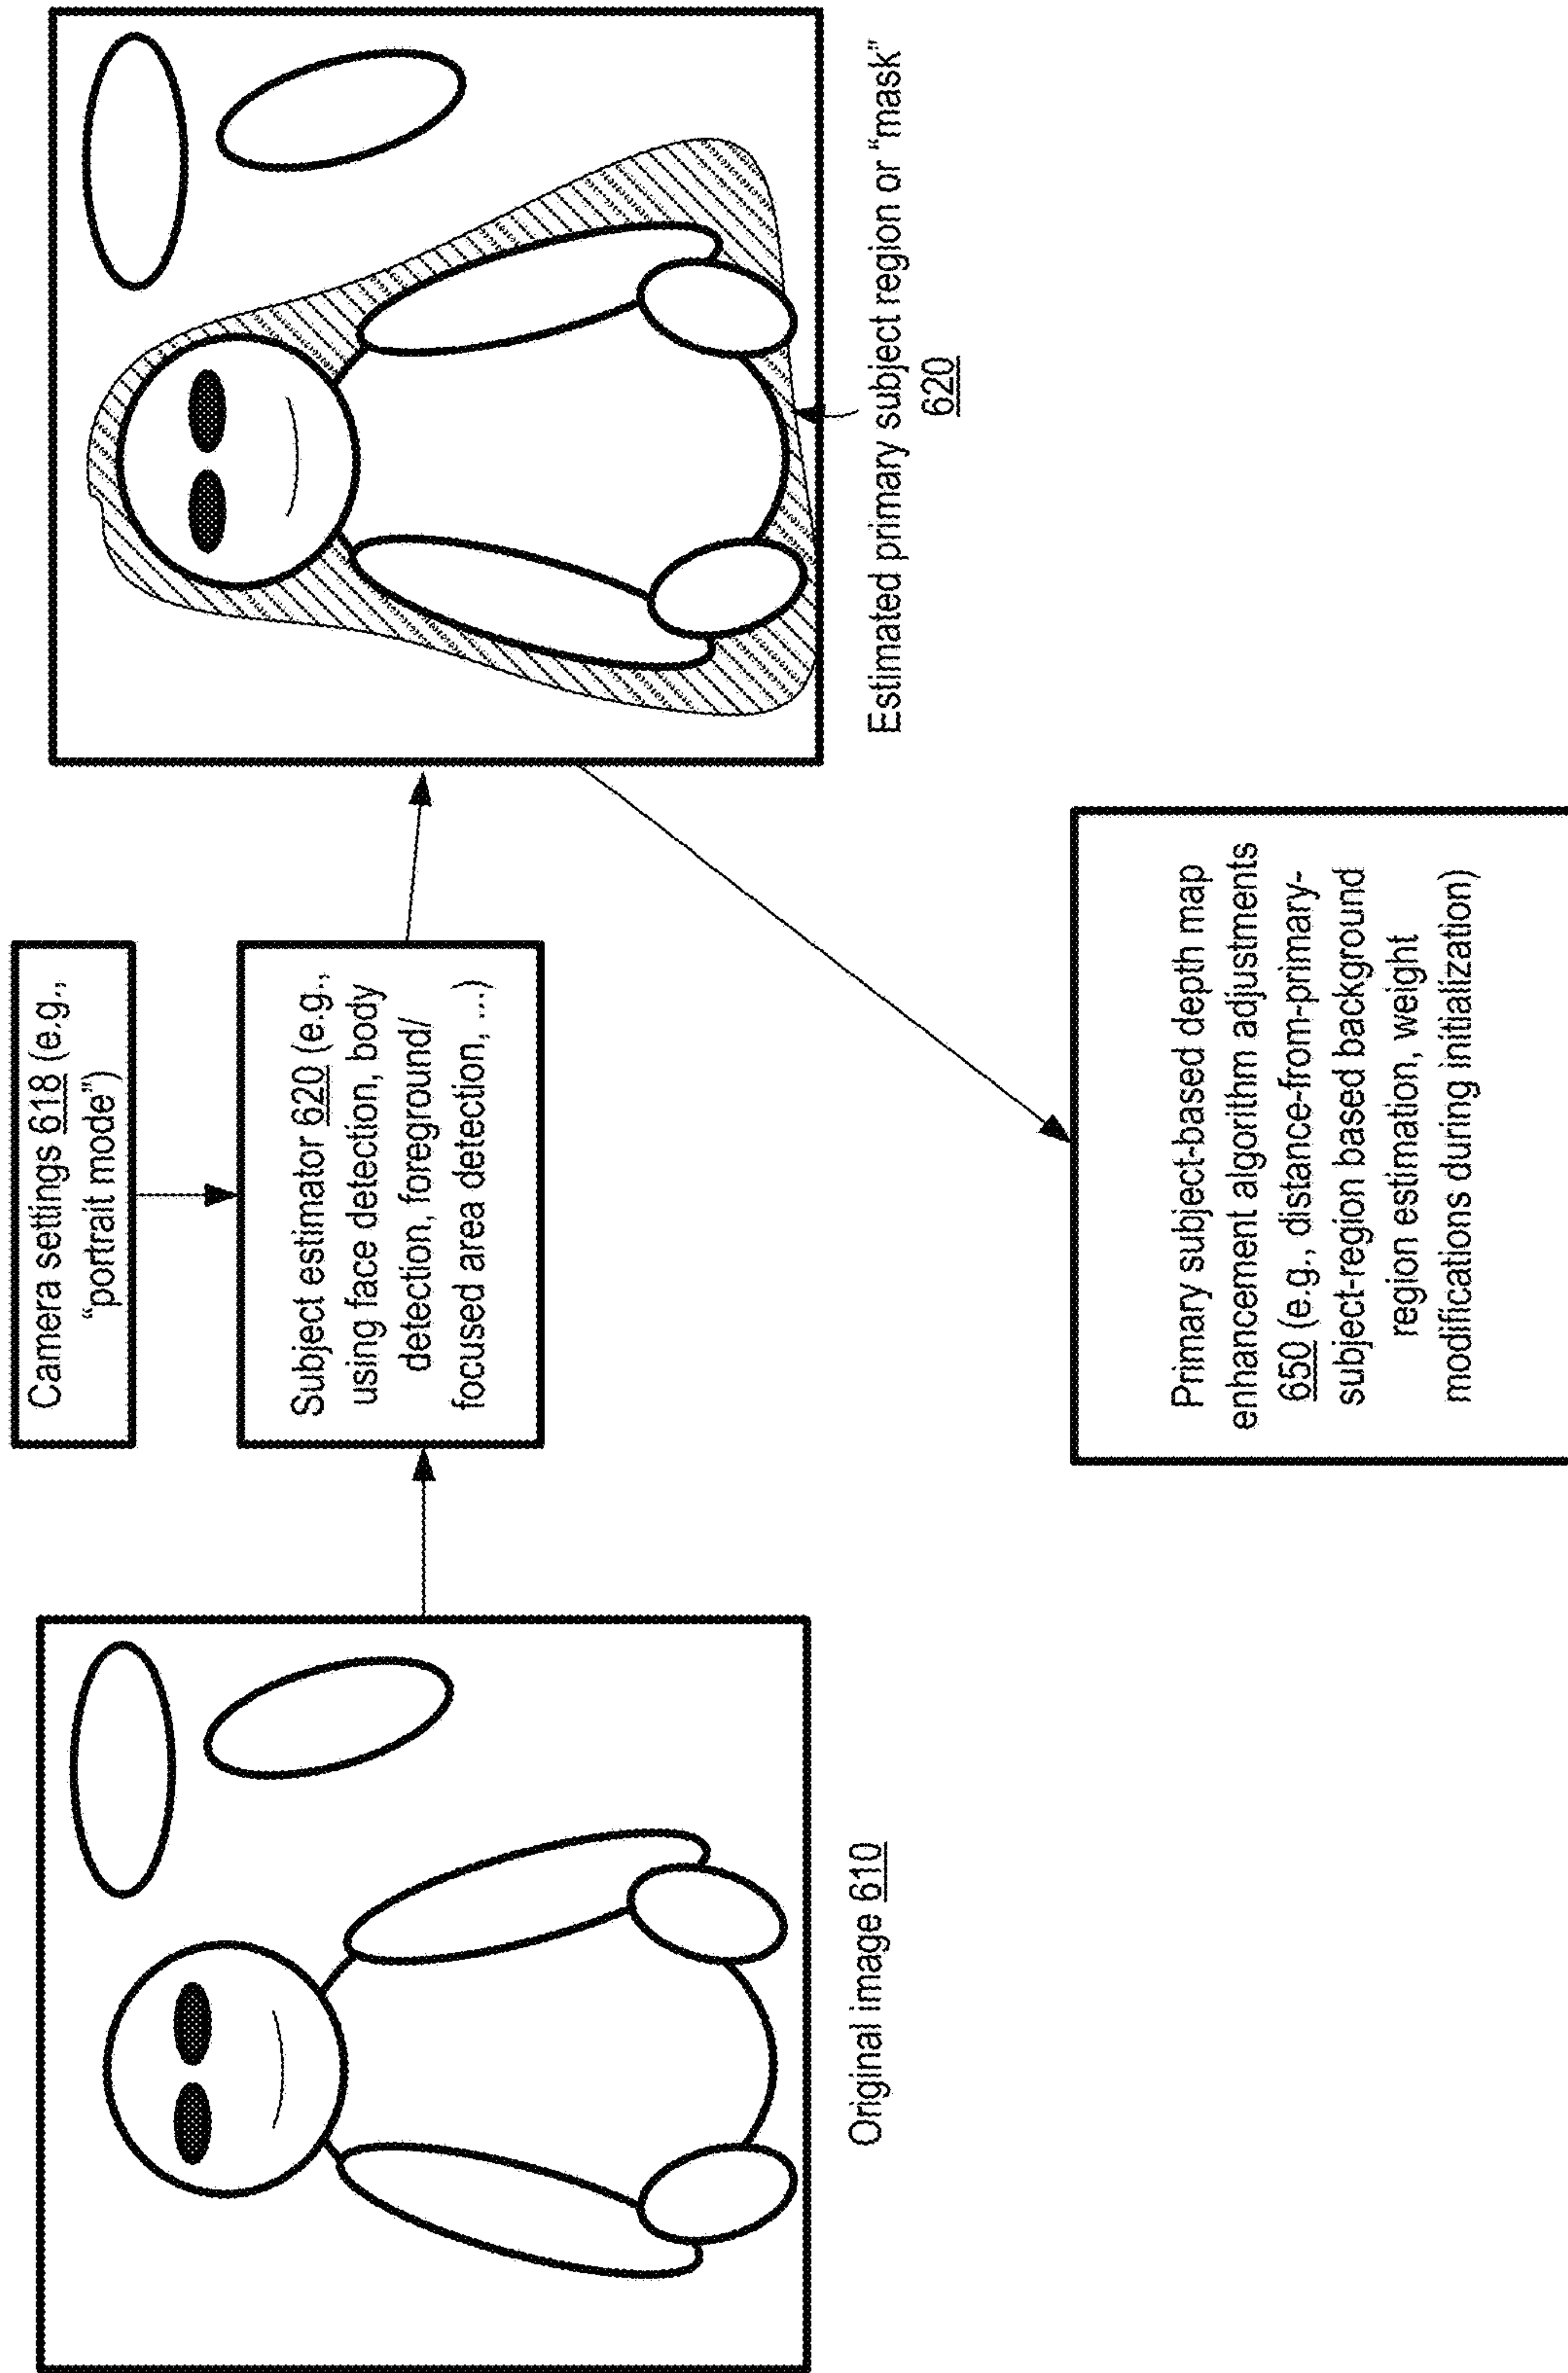 Camera settings 618 (e.g.,
“portrait mode”)
Subject estimator 620 (e.g.,
using face detection, body
detection, foreground/
focused area detection, ...)
Original image 610
Estimated primary subject region or “mask”
620
Primary subject-based depth map
enhancement algorithm adjustments
650 (e.g., distance-from-primary-
subject-region based background
region estimation, weight
modifications during initialization)